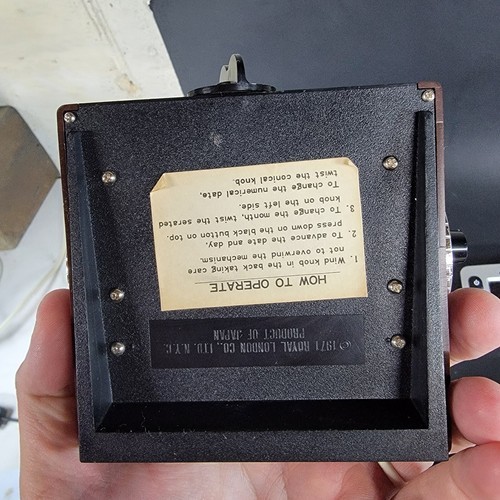 HOW TO OPERATE
1. Wind knob in the back taking care
not to overwind the mechanism.
2. To advance the date and day,
press down on the black button on top.
3. To change the month, twist the serated
knob on the left side.
To change the numerical date,
twist the conical knob.
©1971 ROYAL LONDON CO., LTD. N.Y.C.
PRODUCT OF JAPAN